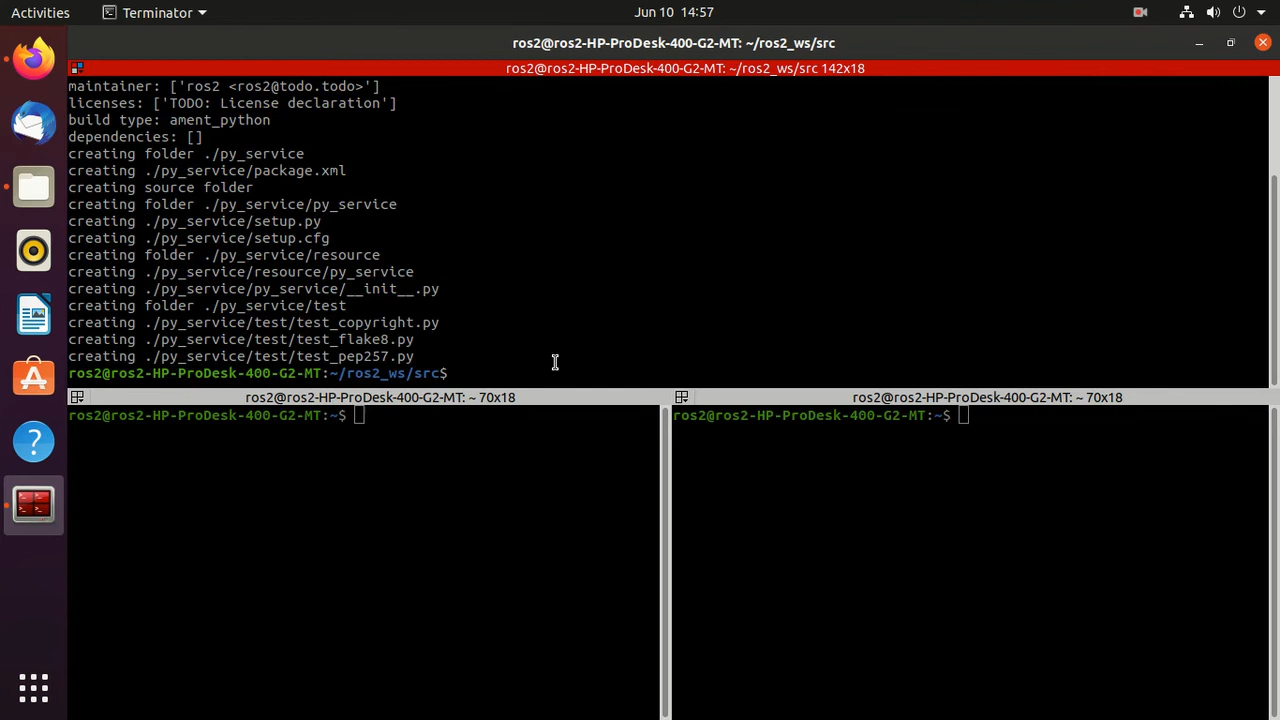 Activities
Terminator
Jun 10 14:57
ros2@ros2-HP-ProDesk-400-G2-MT: ~/ros2_ws/src
ros2@ros2-HP-ProDesk-400-G2-MT: ~/ros2_ws/src 142x18
maintainer: ['ros2 <ros2@todo.todo>']
licenses: ['TODO: License declaration']
build type: ament_python
dependencies: []
creating folder ./py_service
creating ./py_service/package.xml
creating source folder
creating folder ./py_service/py_service
creating ./py_service/setup.py
creating ./py_service/setup.cfg
creating folder ./py_service/resource
creating ./py_service/resource/py_service
creating ./py_service/py_service/__init__.py
creating folder ./py_service/test
creating ./py_service/test/test_copyright.py
creating ./py_service/test/test_flake8.py
creating ./py_service/test/test_pep257.py
ros2@ros2-HP-ProDesk-400-G2-MT:~/ros2_ws/src$
ros2@ros2-HP-ProDesk-400-G2-MT: ~ 70x18
ros2@ros2-HP-ProDesk-400-G2-MT:~$
ros2@ros2-HP-ProDesk-400-G2-MT: ~ 70x18
ros2@ros2-HP-ProDesk-400-G2-MT:~$